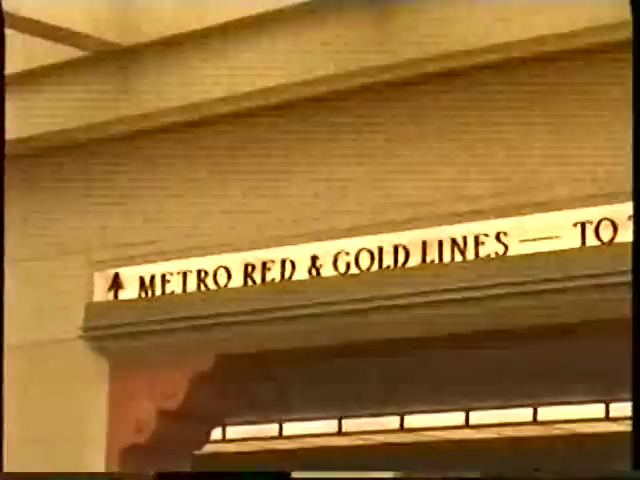 METRO RED & GOLD LINES — TO